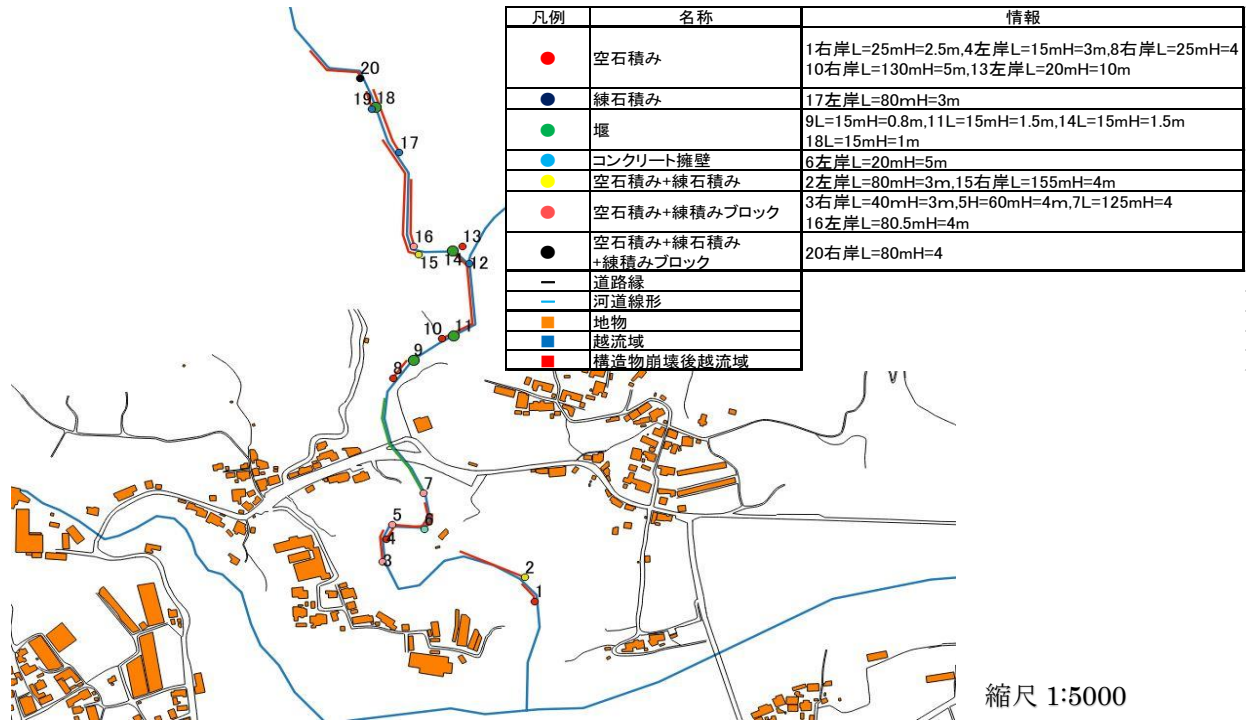 凡例 名称 情報
空石積み 1右岸L=25mH=2.5m,4左岸L=15mH=3m,8右岸L=25mH=4
10右岸L=130mH=5m,13左岸L=20mH=10m
練石積み 17左岸L=80mH=3m
堰 9L=15mH=0.8m,11L=15mH=1.5m,14L=15mH=1.5m
18L=15mH=1m
コンクリート擁壁 6左岸L=20mH=5m
空石積み+練石積み 2左岸L=80mH=3m,15右岸L=155mH=4m
空石積み+練積みブロック 3右岸L=40mH=3m,5H=60mH=4m,7L=125mH=4
16左岸L=80.5mH=4m
空石積み+練石積み
+練積みブロック 20右岸L=80mH=4
道路縁
河道線形
地物
越流域
構造物崩壊後越流域
20
19 18
17
16
15
14
13
12
11
10
9
8
7
6
5
4
3
2
1
縮尺 1:5000